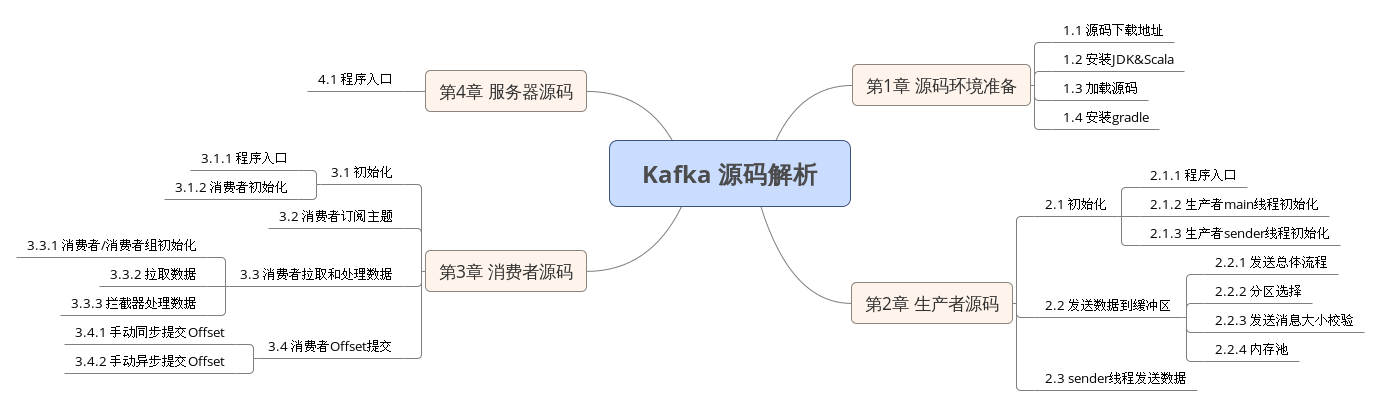 Kafka 源码解析
第1章 源码环境准备
1.1 源码下载地址
1.2 安装JDK&Scala
1.3 加载源码
1.4 安装gradle
第2章 生产者源码
2.1 初始化
2.1.1 程序入口
2.1.2 生产者main线程初始化
2.1.3 生产者sender线程初始化
2.2 发送数据到缓冲区
2.2.1 发送总体流程
2.2.2 分区选择
2.2.3 发送消息大小校验
2.2.4 内存池
2.3 sender线程发送数据
第3章 消费者源码
3.1 初始化
3.1.1 程序入口
3.1.2 消费者初始化
3.2 消费者订阅主题
3.3 消费者拉取和处理数据
3.3.1 消费者/消费者组初始化
3.3.2 拉取数据
3.3.3 拦截器处理数据
3.4 消费者Offset提交
3.4.1 手动同步提交Offset
3.4.2 手动异步提交Offset
第4章 服务器源码
4.1 程序入口